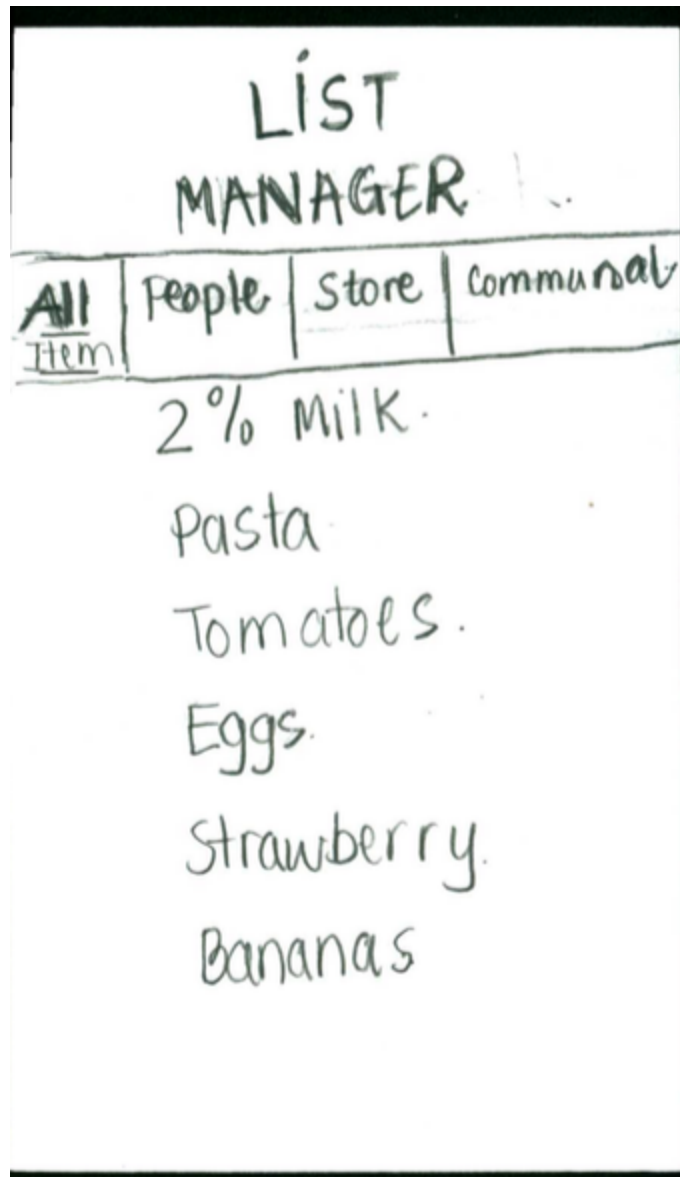 LIST
MANAGER
All Item People Store Communal
2% Milk.
Pasta
Tomatoes.
Eggs.
Strawberry.
Bananas